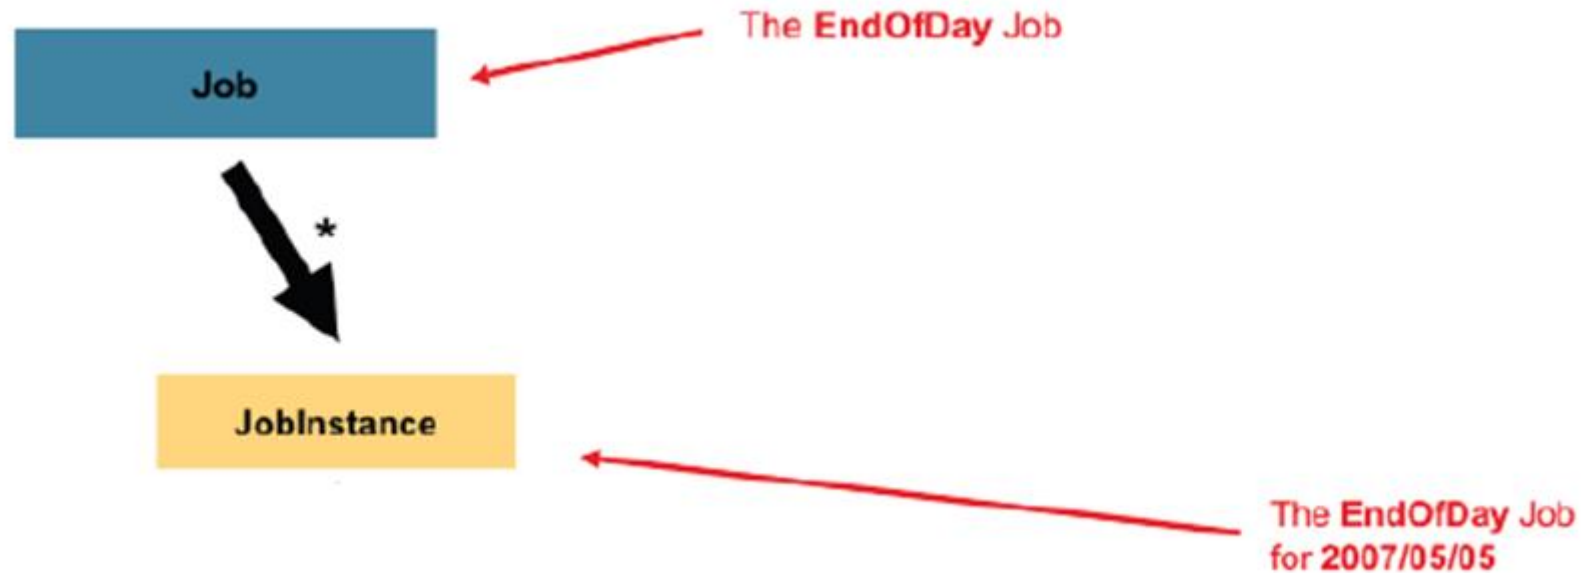 The EndOfDay Job
Job
*
JobInstance
The EndOfDay Job
for 2007/05/05